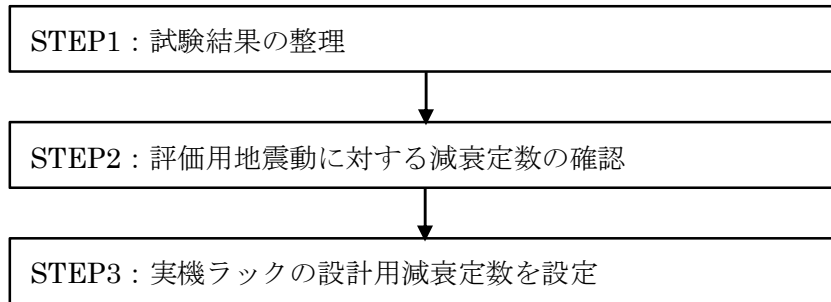 STEP1：試験結果の整理
STEP2：評価用地震動に対する減衰定数の確認
STEP3：実機ラックの設計用減衰定数を設定